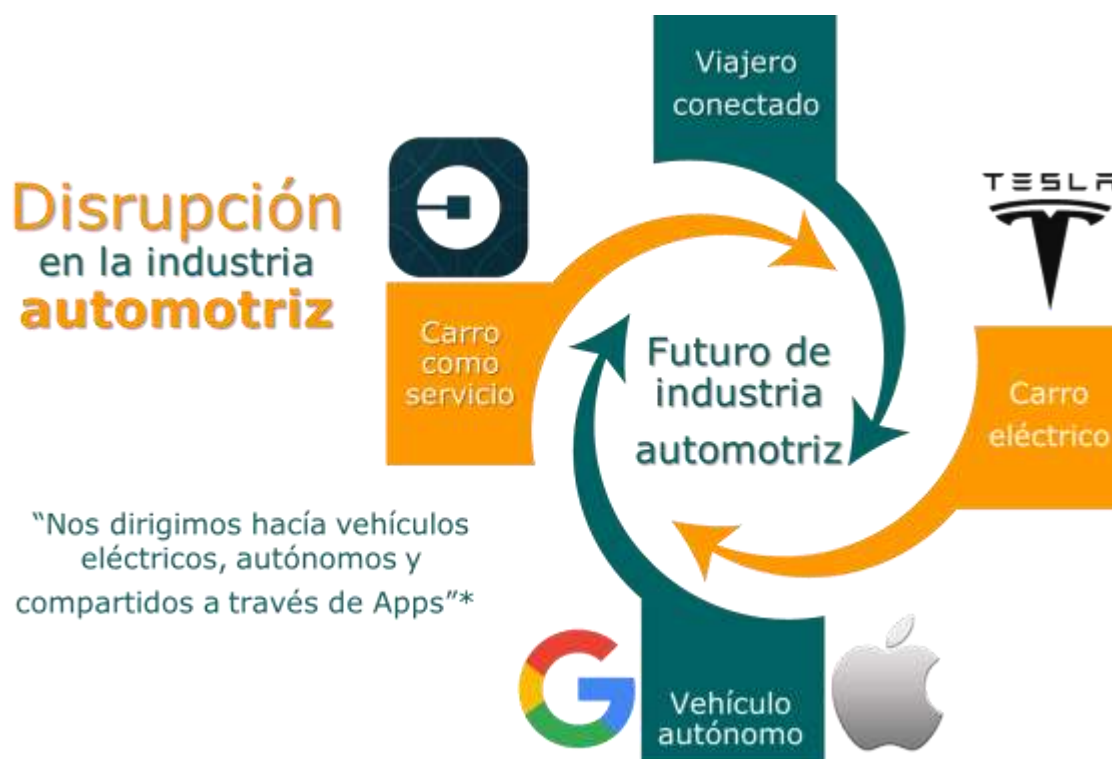 Disrupción
en la industria
automotriz
Viajero
conectado
TESLA
Carro
como
servicio
Futuro de
industria
automotriz
Carro
eléctrico
"Nos dirigimos hacía vehículos
eléctricos, autónomos y
compartidos a través de Apps"*
Vehículo
autónomo